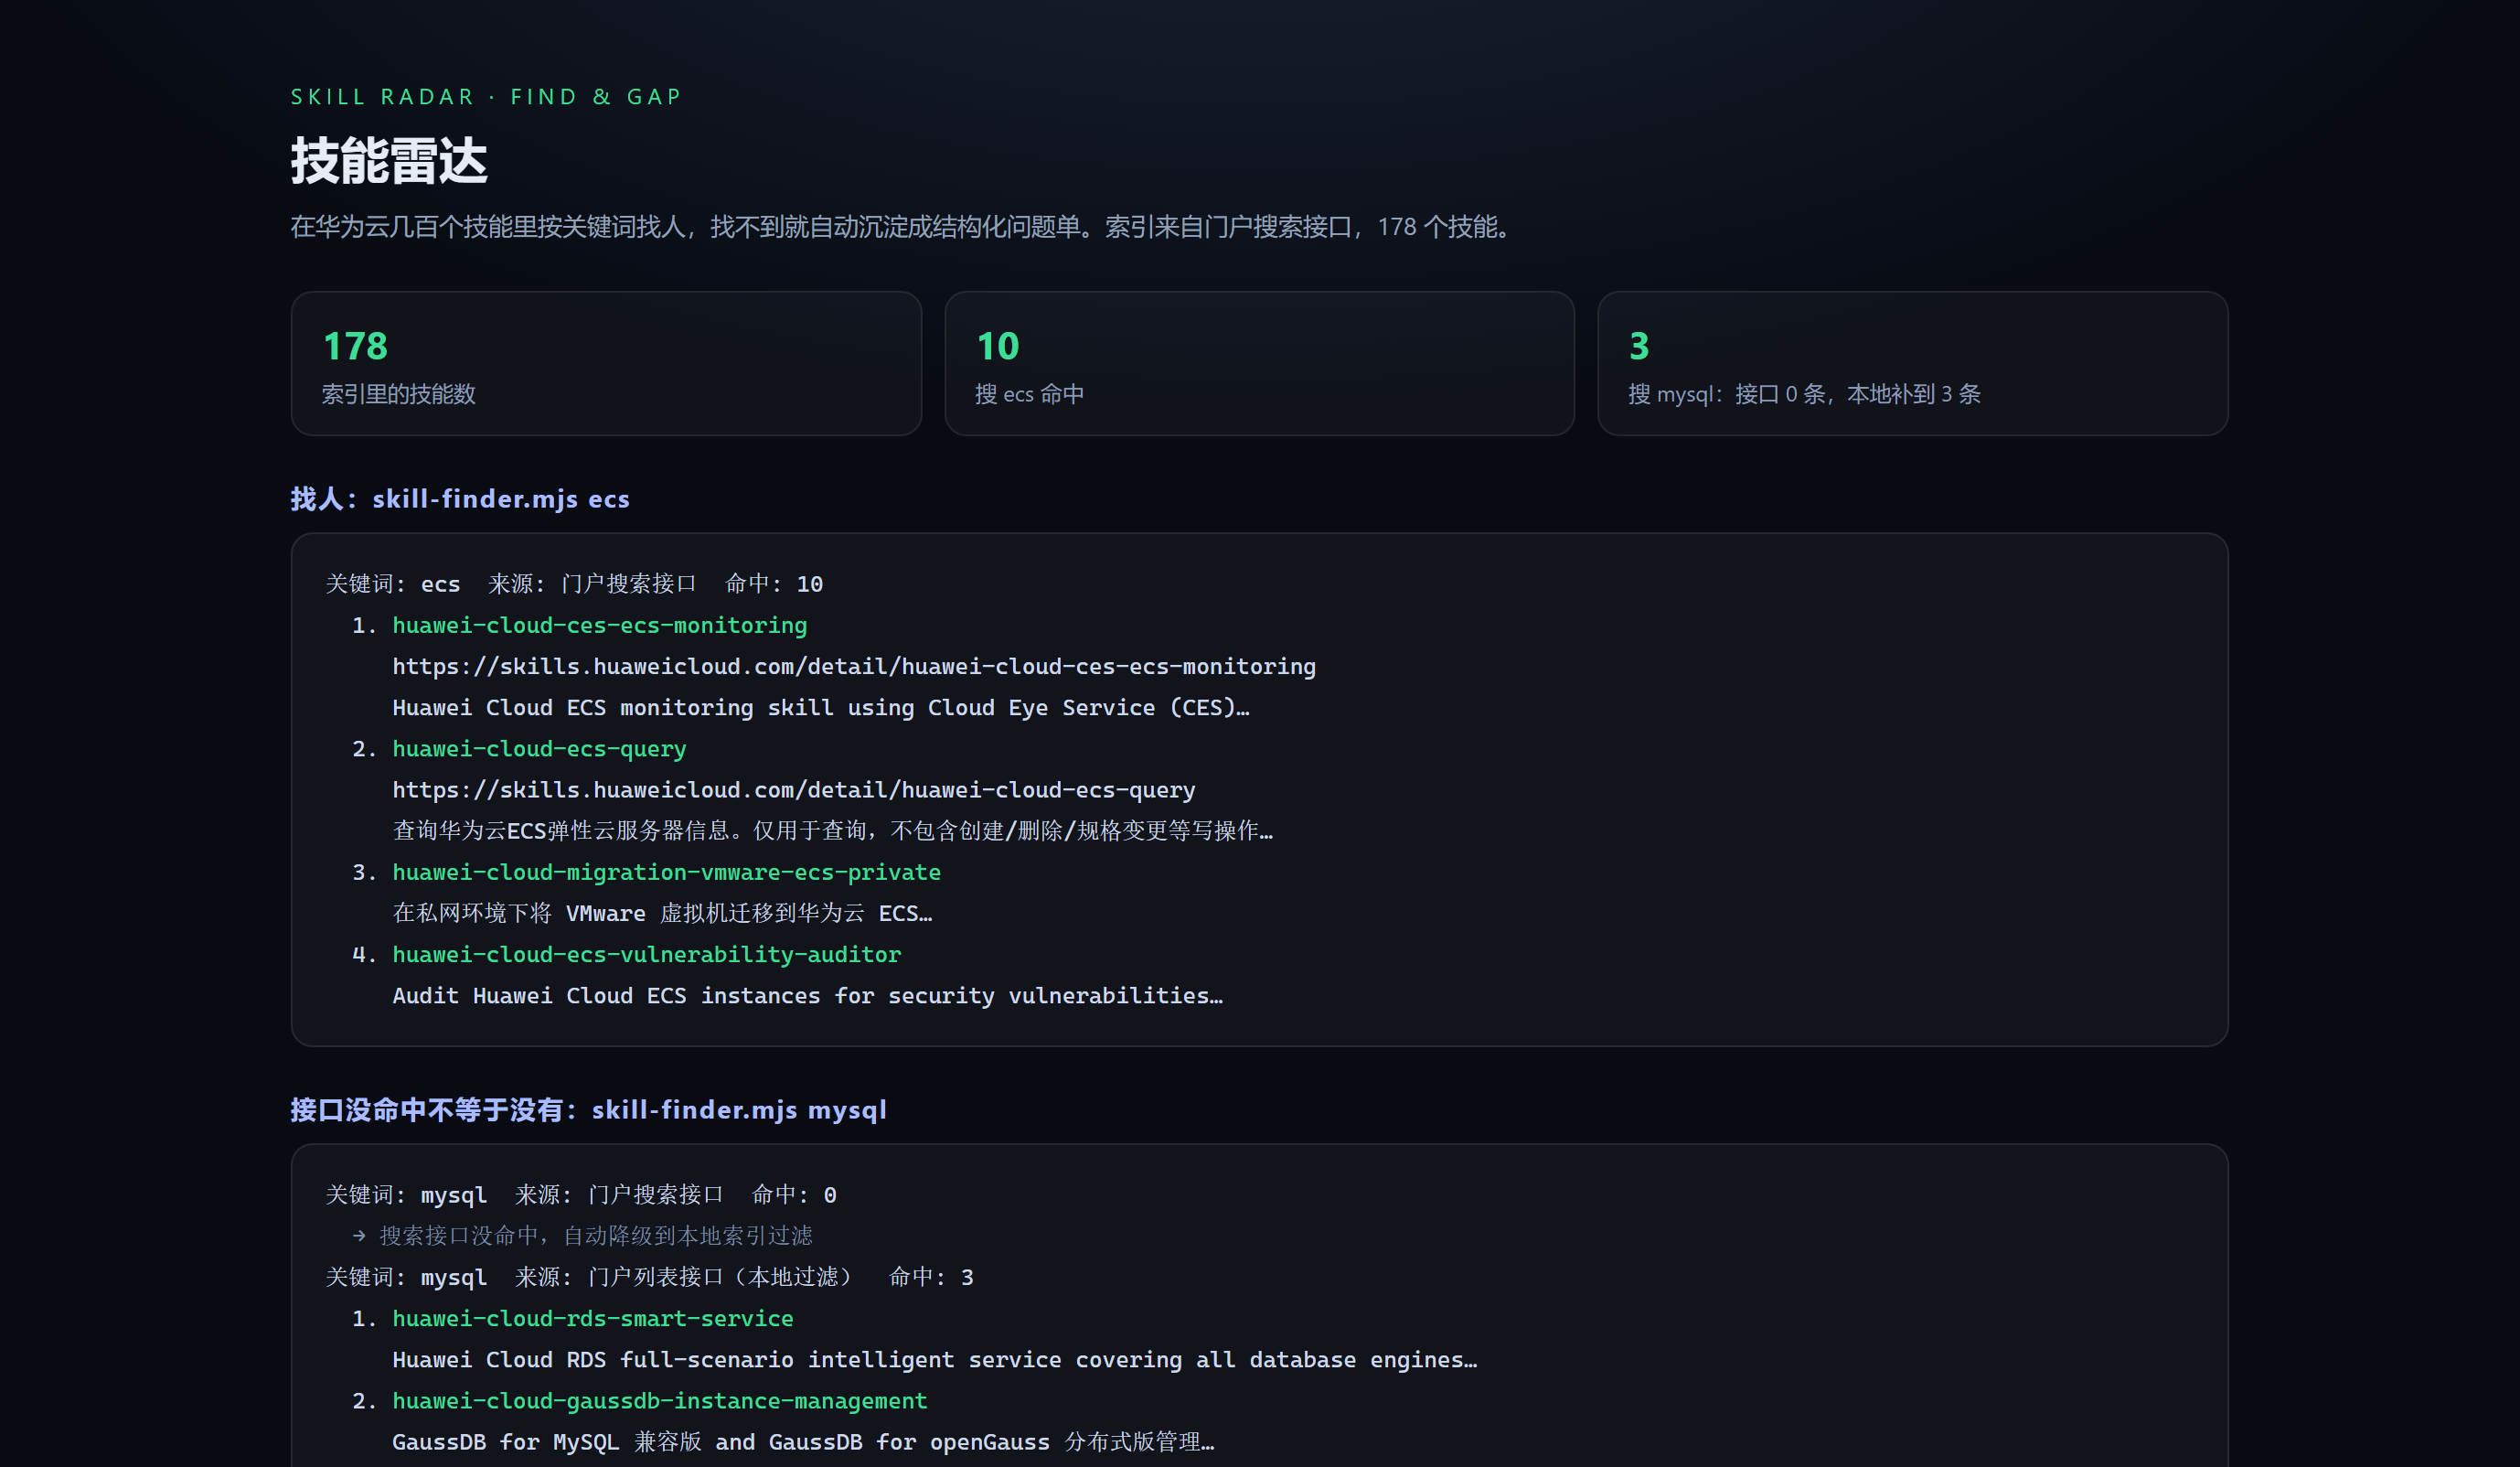 SKILL RADAR · FIND & GAP
技能雷达
在华为云几百个技能里按关键词找人，找不到就自动沉淀成结构化问题单。索引来自门户搜索接口，178 个技能。
178
索引里的技能数
10
搜 ecs 命中
3
搜 mysql：接口 0 条，本地补到 3 条
找人：skill-finder.mjs ecs
关键词: ecs 来源: 门户搜索接口 命中: 10
1. huawei-cloud-ces-ecs-monitoring
https://skills.huaweicloud.com/detail/huawei-cloud-ces-ecs-monitoring
Huawei Cloud ECS monitoring skill using Cloud Eye Service (CES)…
2. huawei-cloud-ecs-query
https://skills.huaweicloud.com/detail/huawei-cloud-ecs-query
查询华为云ECS弹性云服务器信息。仅用于查询，不包含创建/删除/规格变更等写操作…
3. huawei-cloud-migration-vmware-ecs-private
在私网环境下将 VMware 虚拟机迁移到华为云 ECS…
4. huawei-cloud-ecs-vulnerability-auditor
Audit Huawei Cloud ECS instances for security vulnerabilities…
接口没命中不等于没有：skill-finder.mjs mysql
关键词: mysql 来源: 门户搜索接口 命中: 0
→ 搜索接口没命中，自动降级到本地索引过滤
关键词: mysql 来源: 门户列表接口（本地过滤） 命中: 3
1. huawei-cloud-rds-smart-service
Huawei Cloud RDS full-scenario intelligent service covering all database engines…
2. huawei-cloud-gaussdb-instance-management
GaussDB for MySQL 兼容版 and GaussDB for openGauss 分布式版管理…